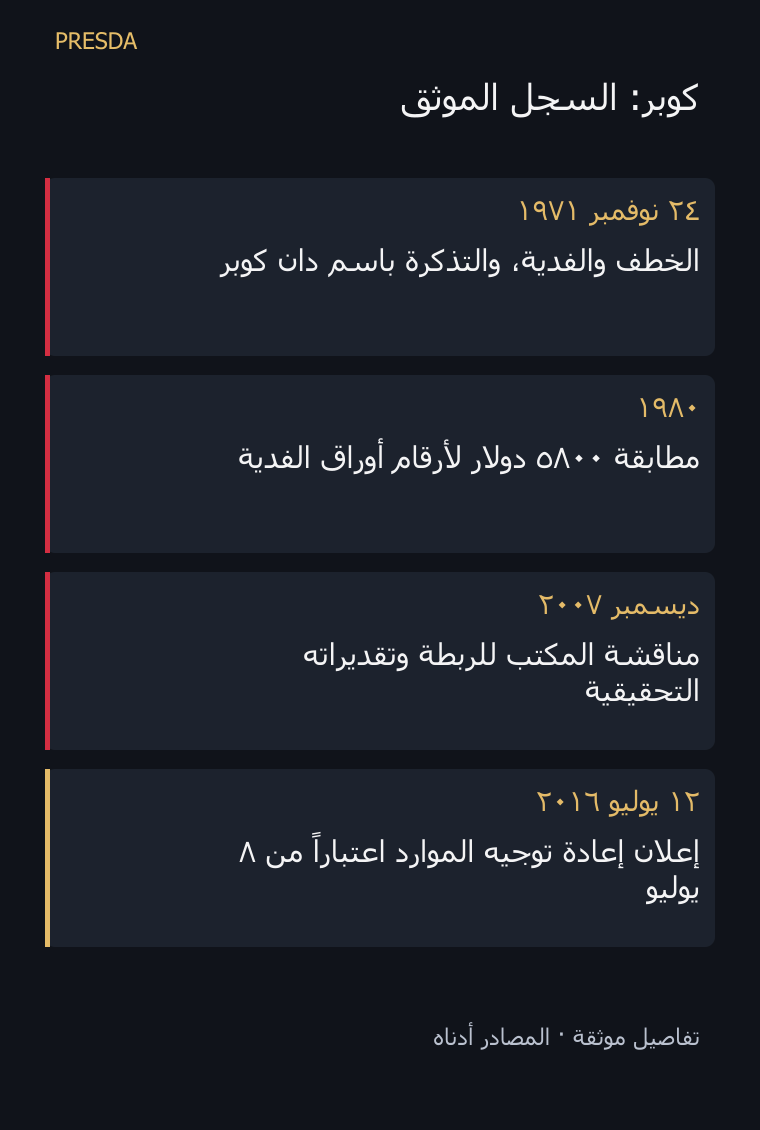 PRESDA
كوبر: السجل الموثق
٢٤ نوفمبر ١٩٧١
الخطف والفدية، والتذكرة باسم دان كوبر
١٩٨٠
مطابقة ٥٨٠٠ دولار لأرقام أوراق الفدية
ديسمبر ٢٠٠٧
مناقشة المكتب للربطة وتقديراته
التحقيقية
١٢ يوليو ٢٠١٦
إعلان إعادة توجيه الموارد اعتباراً من ٨
يوليو
تفاصيل موثقة · المصادر أدناه